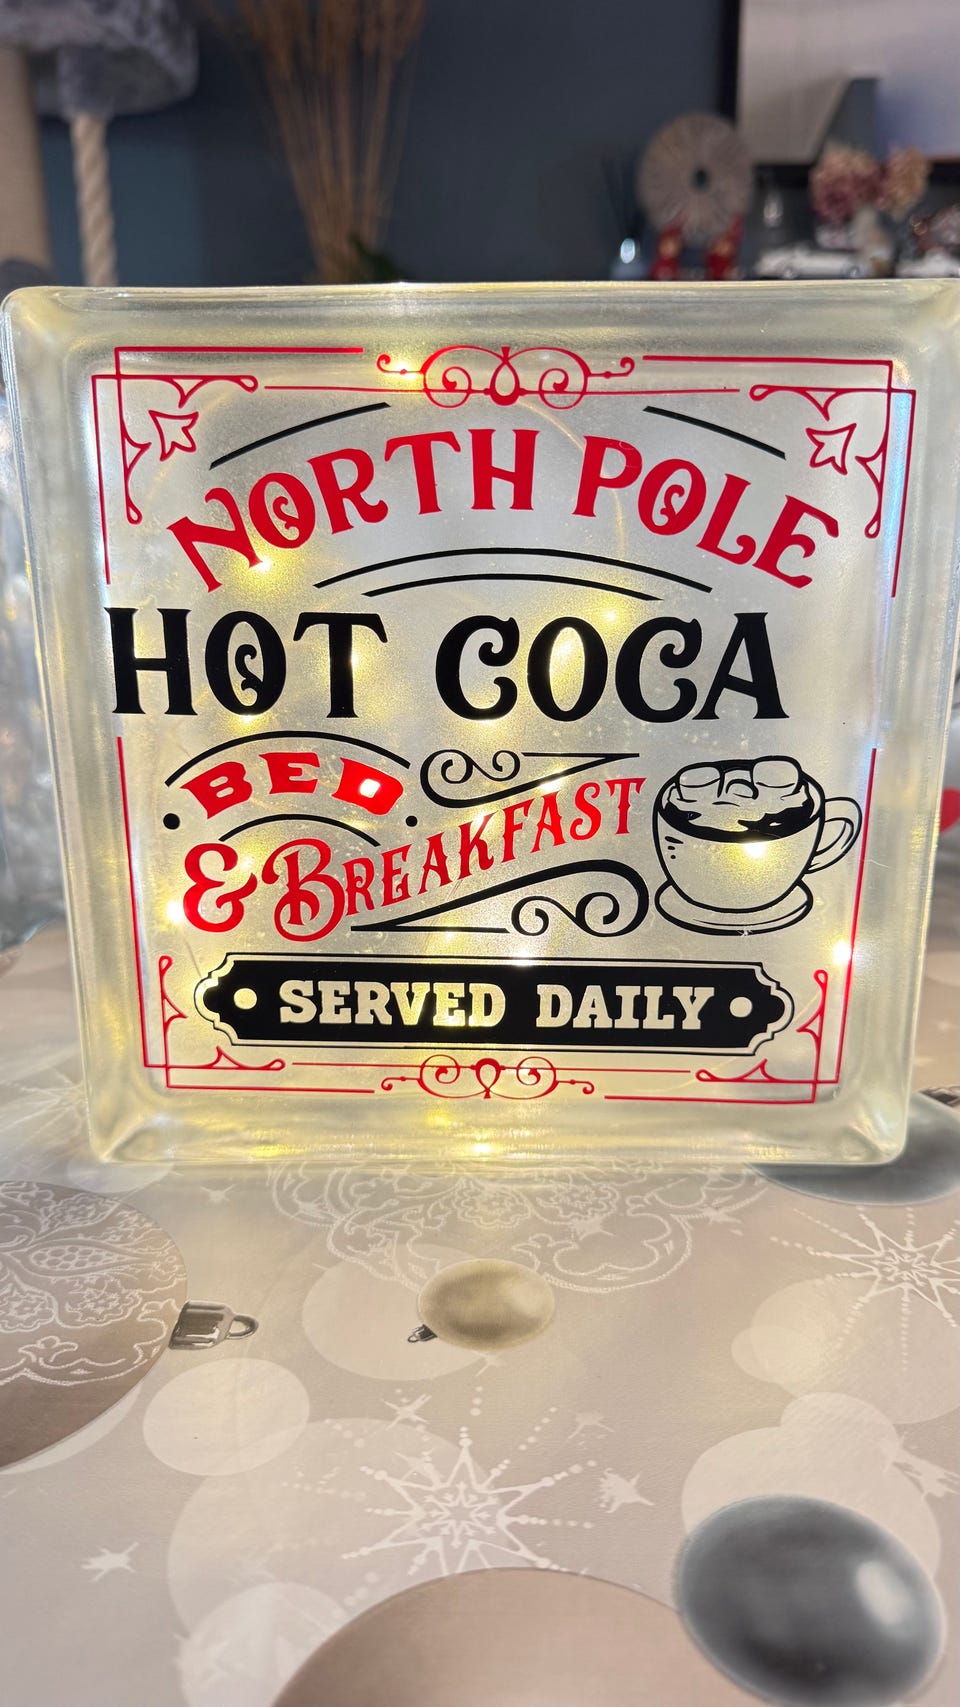 NORTH POLE
HOT COCA
BED
& BREAKFAST
SERVED DAILY